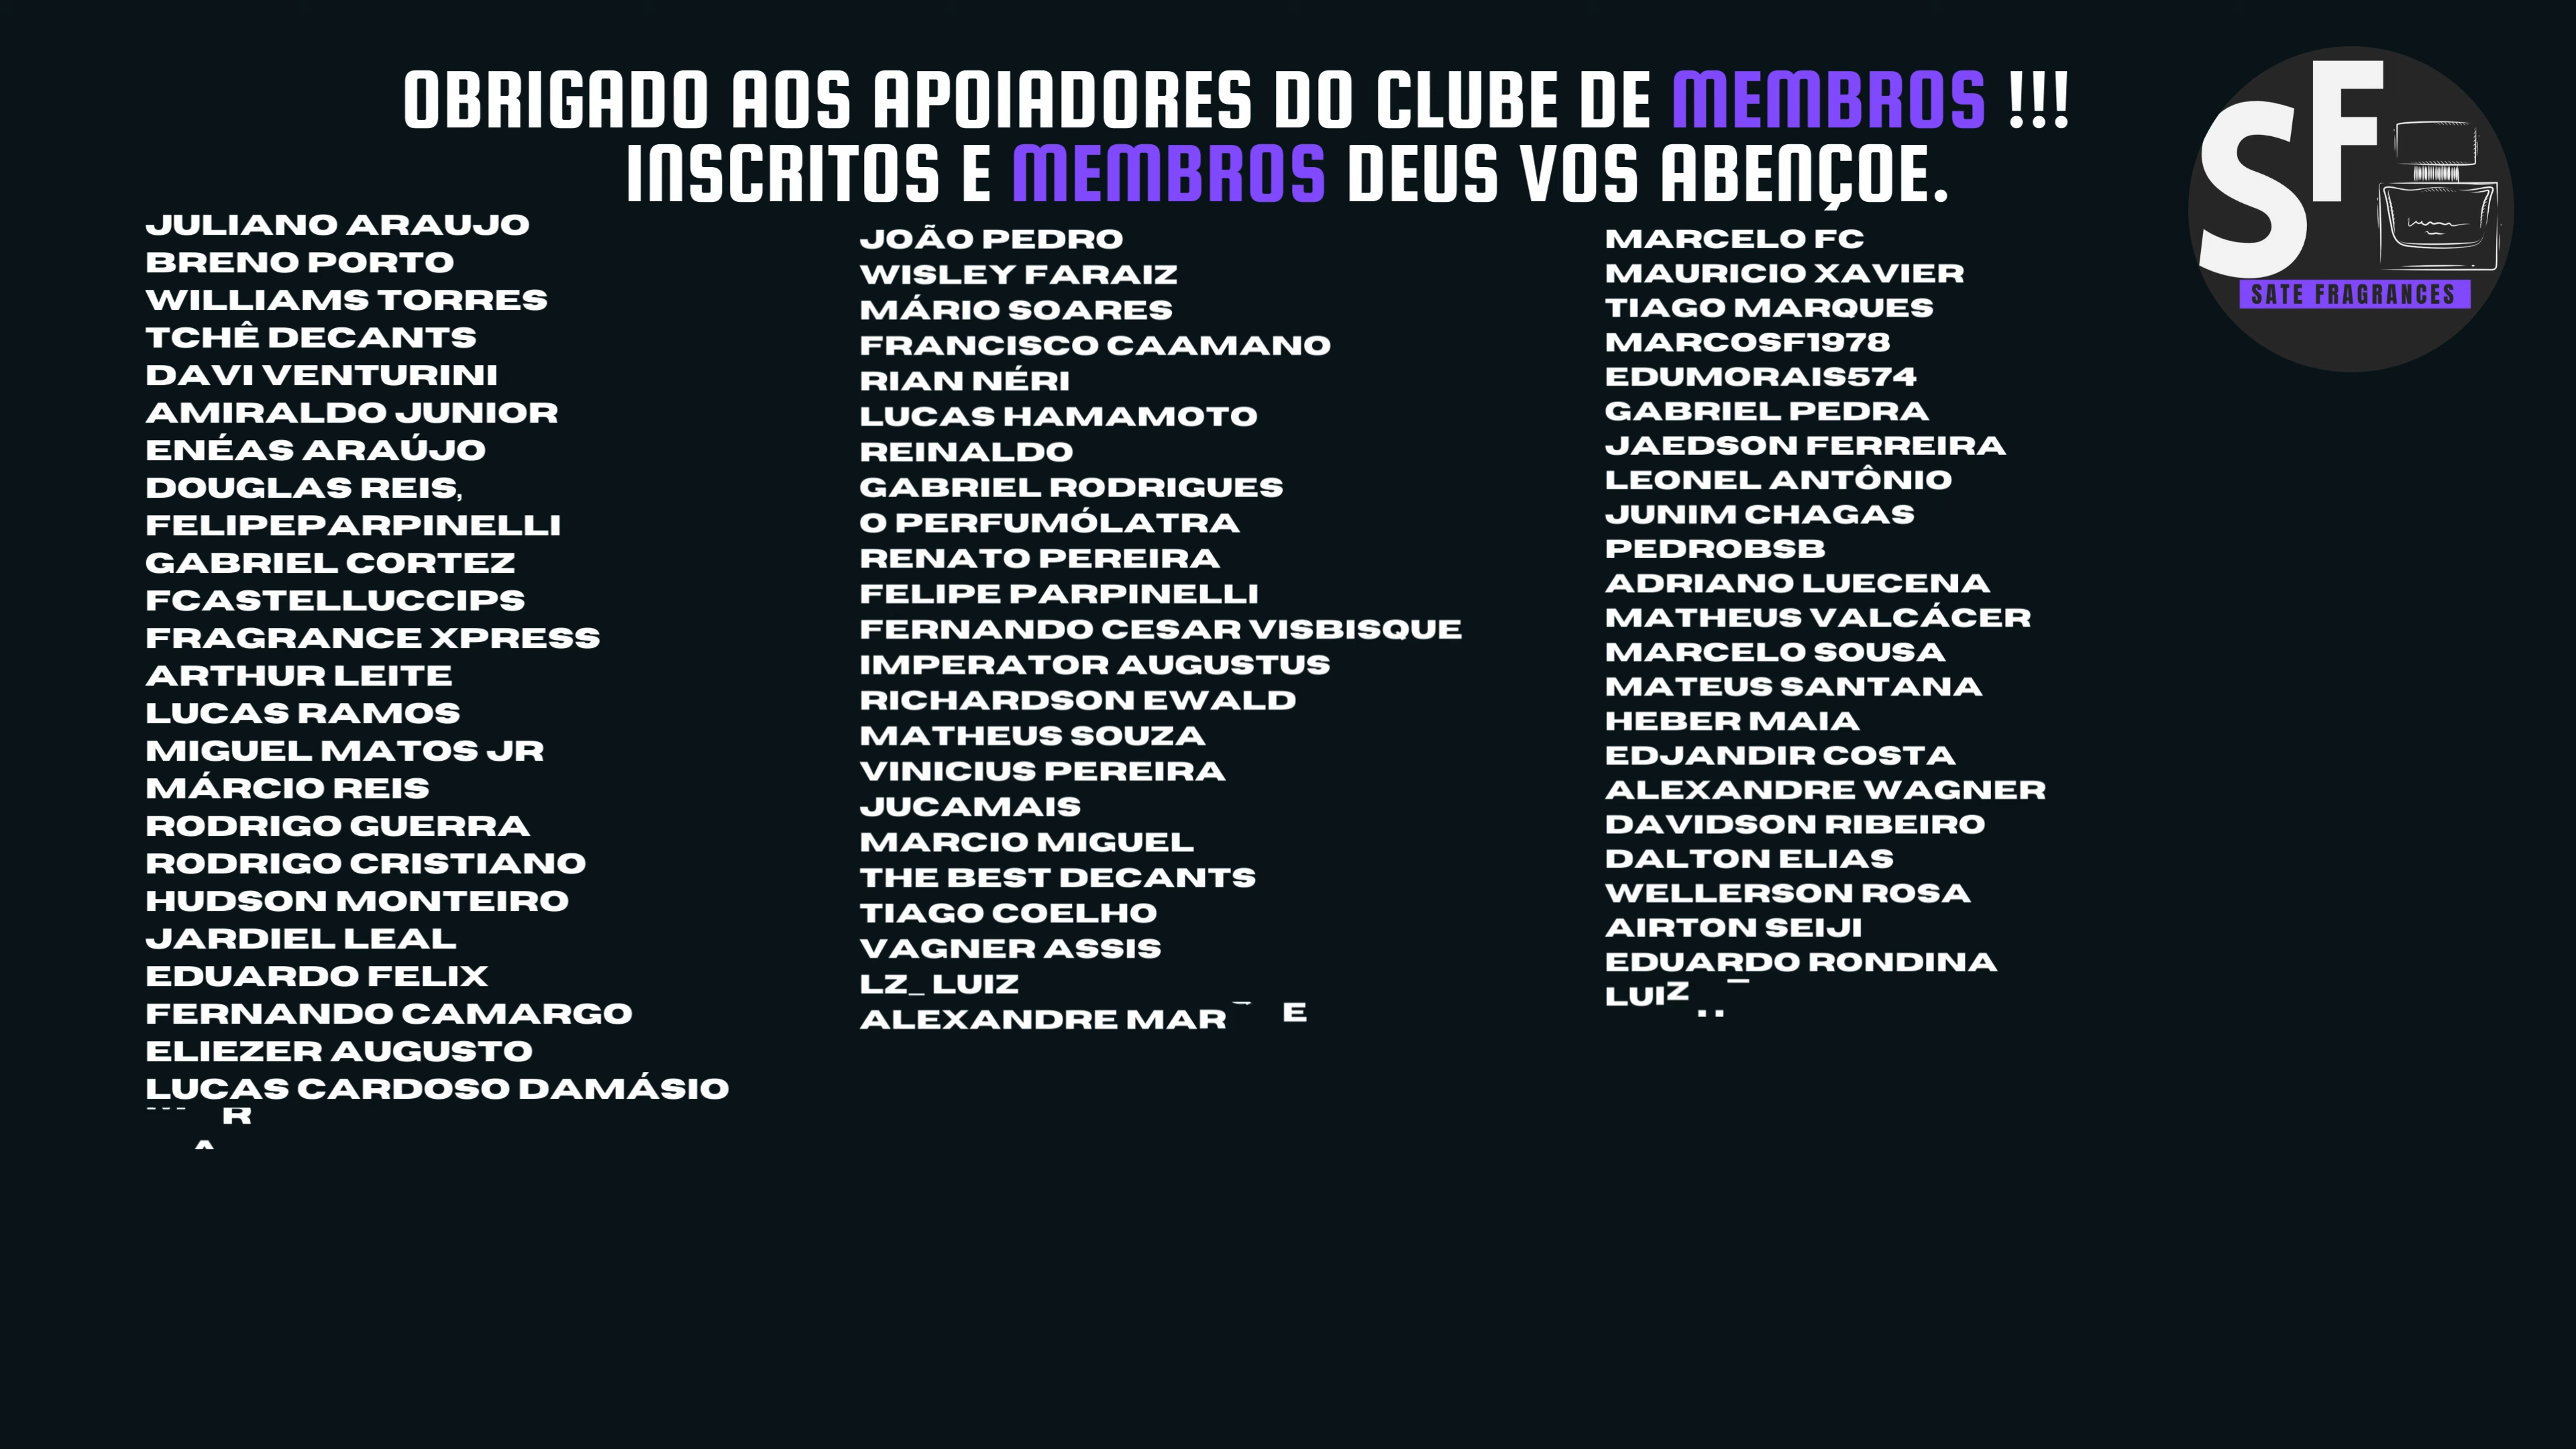 OBRIGADO AOS APOIADORES DO CLUBE DE MEMBROS !!!
INSCRITOS E MEMBROS DEUS VOS ABENÇOE.
SF
SATE FRAGRANCES
JULIANO ARAUJO
BRENO PORTO
WILLIAMS TORRES
TCHÊ DECANTS
DAVI VENTURINI
AMIRALDO JUNIOR
ENÉAS ARAÚJO
DOUGLAS REIS,
FELIPEPARPINELLI
GABRIEL CORTEZ
FCASTELLUCCIPS
FRAGRANCE XPRESS
ARTHUR LEITE
LUCAS RAMOS
MIGUEL MATOS JR
MÁRCIO REIS
RODRIGO GUERRA
RODRIGO CRISTIANO
HUDSON MONTEIRO
JARDIEL LEAL
EDUARDO FELIX
FERNANDO CAMARGO
ELIEZER AUGUSTO
LUCAS CARDOSO DAMÁSIO
JOÃO PEDRO
WISLEY FARAIZ
MÁRIO SOARES
FRANCISCO CAAMANO
RIAN NÉRI
LUCAS HAMAMOTO
REINALDO
GABRIEL RODRIGUES
O PERFUMÓLATRA
RENATO PEREIRA
FELIPE PARPINELLI
FERNANDO CESAR VISBISQUE
IMPERATOR AUGUSTUS
RICHARDSON EWALD
MATHEUS SOUZA
VINICIUS PEREIRA
JUCAMAIS
MARCIO MIGUEL
THE BEST DECANTS
TIAGO COELHO
VAGNER ASSIS
LZ_ LUIZ
ALEXANDRE
MARCELO FC
MAURICIO XAVIER
TIAGO MARQUES
MARCOSF1978
EDUMORAIS574
GABRIEL PEDRA
JAEDSON FERREIRA
LEONEL ANTÔNIO
JUNIM CHAGAS
PEDROBSB
ADRIANO LUECENA
MATHEUS VALCÁCER
MARCELO SOUSA
MATEUS SANTANA
HEBER MAIA
EDJANDIR COSTA
ALEXANDRE WAGNER
DAVIDSON RIBEIRO
DALTON ELIAS
WELLERSON ROSA
AIRTON SEIJI
EDUARDO RONDINA
LUIZ